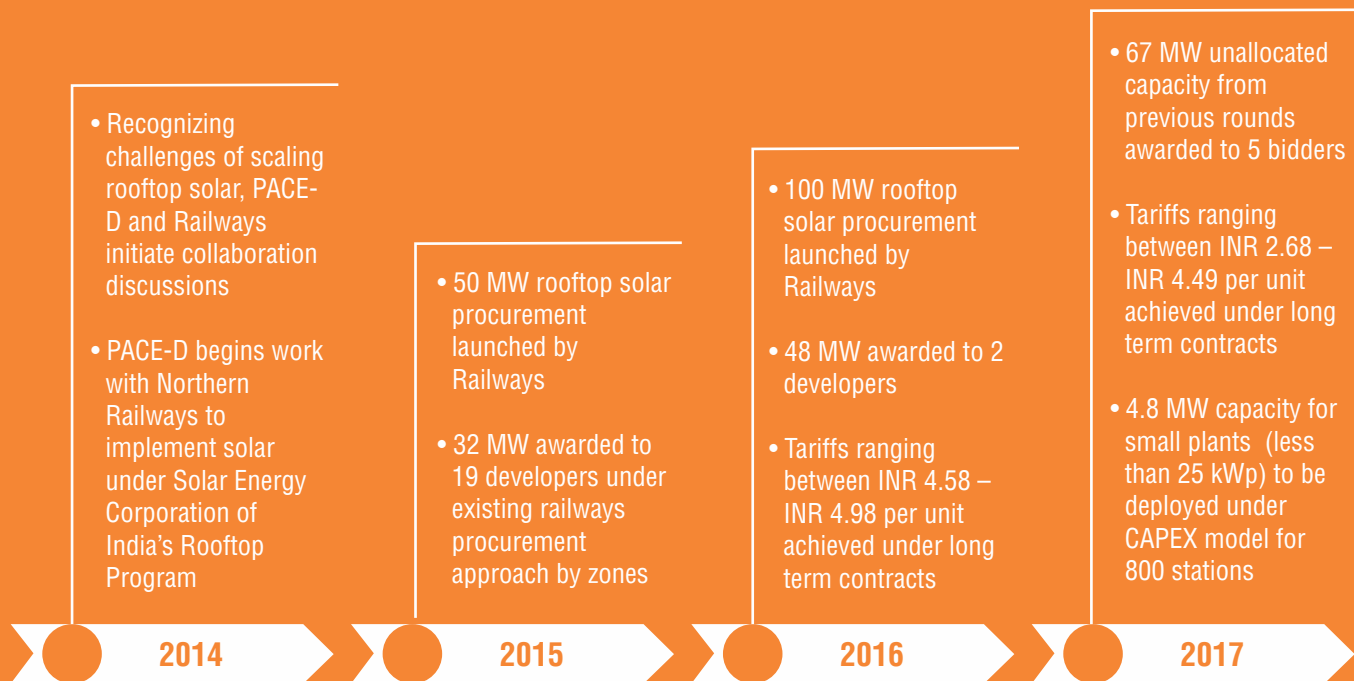 • Recognizing
challenges of scaling
rooftop solar, PACE-
D and Railways
initiate collaboration
discussions
• PACE-D begins work
with Northern
Railways to
implement solar
under Solar Energy
Corporation of
India’s Rooftop
Program
2014
• 50 MW rooftop solar
procurement
launched by
Railways
• 32 MW awarded to
19 developers under
existing railways
procurement
approach by zones
2015
• 100 MW rooftop
solar procurement
launched by
Railways
• 48 MW awarded to 2
developers
• Tariffs ranging
between INR 4.58 –
INR 4.98 per unit
achieved under long
term contracts
2016
• 67 MW unallocated
capacity from
previous rounds
awarded to 5 bidders
• Tariffs ranging
between INR 2.68 –
INR 4.49 per unit
achieved under long
term contracts
• 4.8 MW capacity for
small plants (less
than 25 kWp) to be
deployed under
CAPEX model for
800 stations
2017